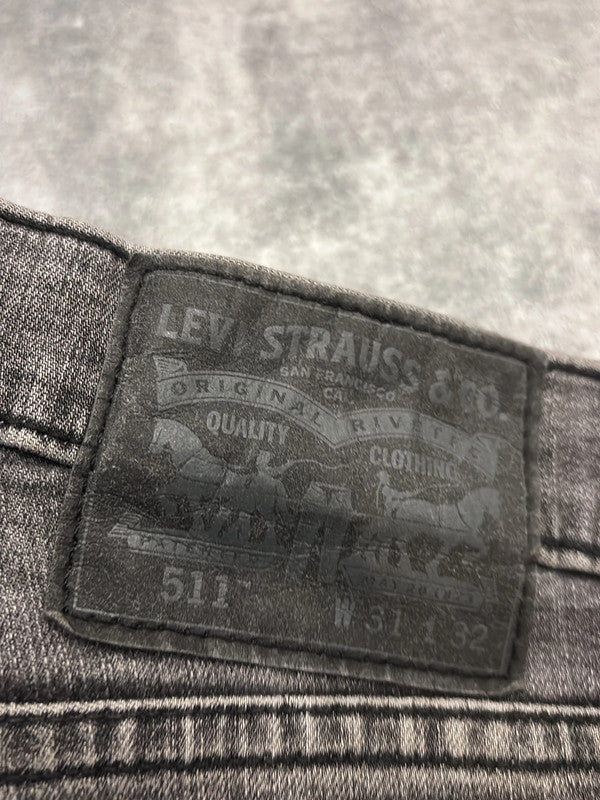 LEVI STRAUSS & CO.
SAN FRANCISCO
CAL
ORIGINAL RIVETED
QUALITY CLOTHING
511
W 31 L 32